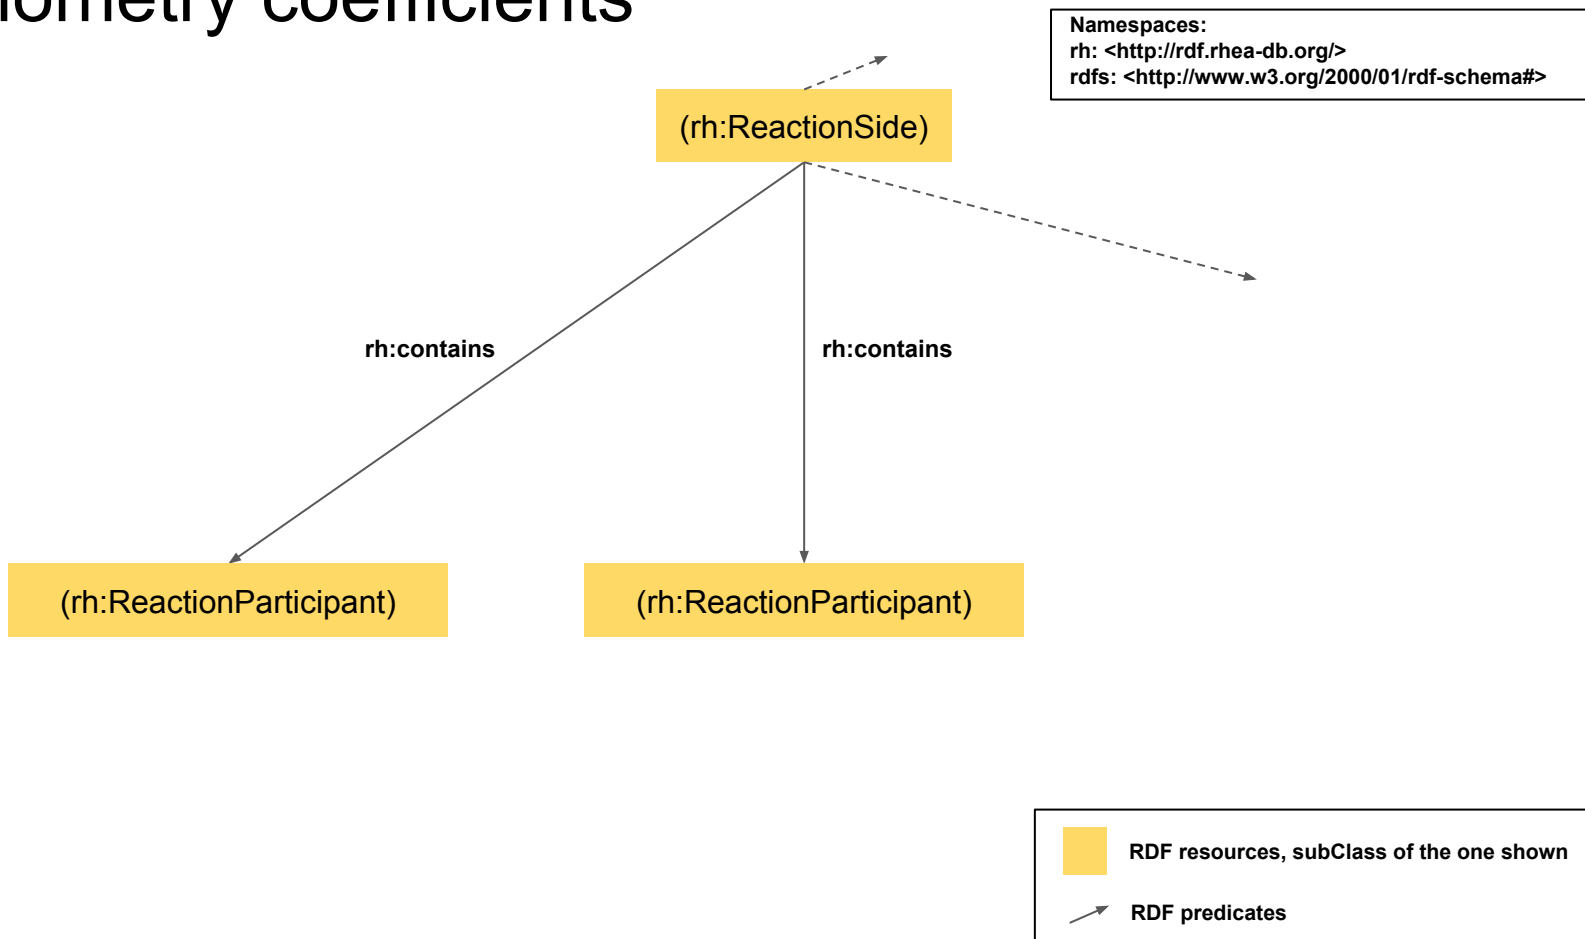 coefficients
Namespaces:
rh: <http://rdf.rhea-db.org/>
rdfs: <http://www.w3.org/2000/01/rdf-schema#>
(rh:ReactionSide)
rh:contains
rh:contains
(rh:ReactionParticipant)
(rh:ReactionParticipant)
RDF resources, subClass of the one shown
RDF predicates